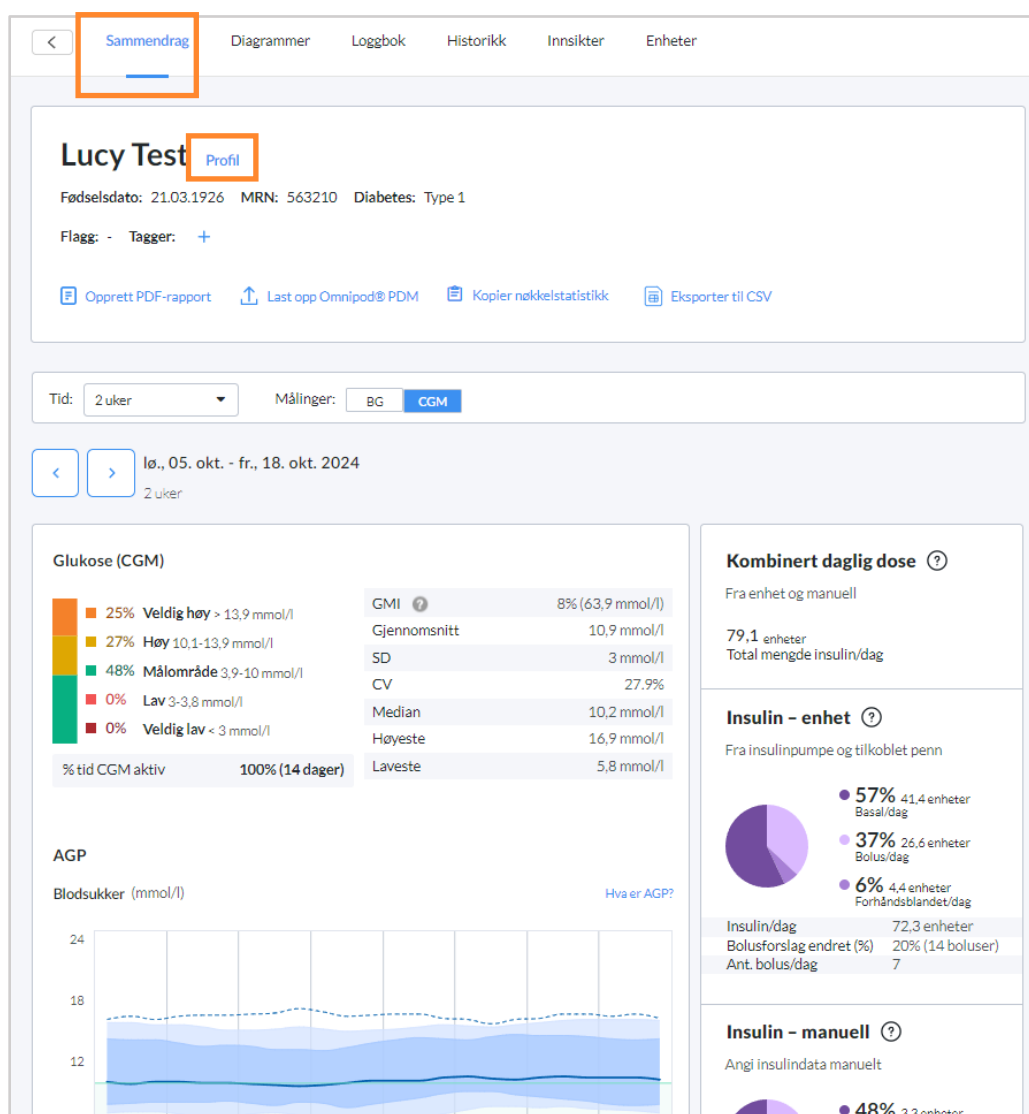 Sammendrag Diagrammer Loggbok Historikk Innsikter Enheter
Lucy Test Profil
Fødselsdato: 21.03.1926 MRN: 563210 Diabetes: Type 1
Flagg: - Tagger: +
Opprett PDF-rapport Last opp Omnipod® PDM Kopier nøkkelstatistikk Eksporter til CSV
Tid: 2 uker Målinger: BG CGM
lø., 05. okt. - fr., 18. okt. 2024
2 uker
Glukose (CGM)
25% Veldig høy > 13,9 mmol/l
27% Høy 10,1-13,9 mmol/l
48% Målområde 3,9-10 mmol/l
0% Lav 3-3,8 mmol/l
0% Veldig lav < 3 mmol/l
% tid CGM aktiv 100% (14 dager)
GMI ? 8% (63,9 mmol/l)
Gjennomsnitt 10,9 mmol/l
SD 3 mmol/l
CV 27.9%
Median 10,2 mmol/l
Høyeste 16,9 mmol/l
Laveste 5,8 mmol/l
AGP
Blodsukker (mmol/l) Hva er AGP?
24
18
12
Kombinert daglig dose ?
Fra enhet og manuell
79,1 enheter
Total mengde insulin/dag
Insulin – enhet ?
Fra insulinpumpe og tilkoblet penn
57% 41,4 enheter
Basal/dag
37% 26,6 enheter
Bolus/dag
6% 4,4 enheter
Forhåndsblandet/dag
Insulin/dag 72,3 enheter
Bolusforslag endret (%) 20% (14 boluser)
Ant. bolus/dag 7
Insulin – manuell ?
Angi insulindata manuelt
48% 3,3 enheter